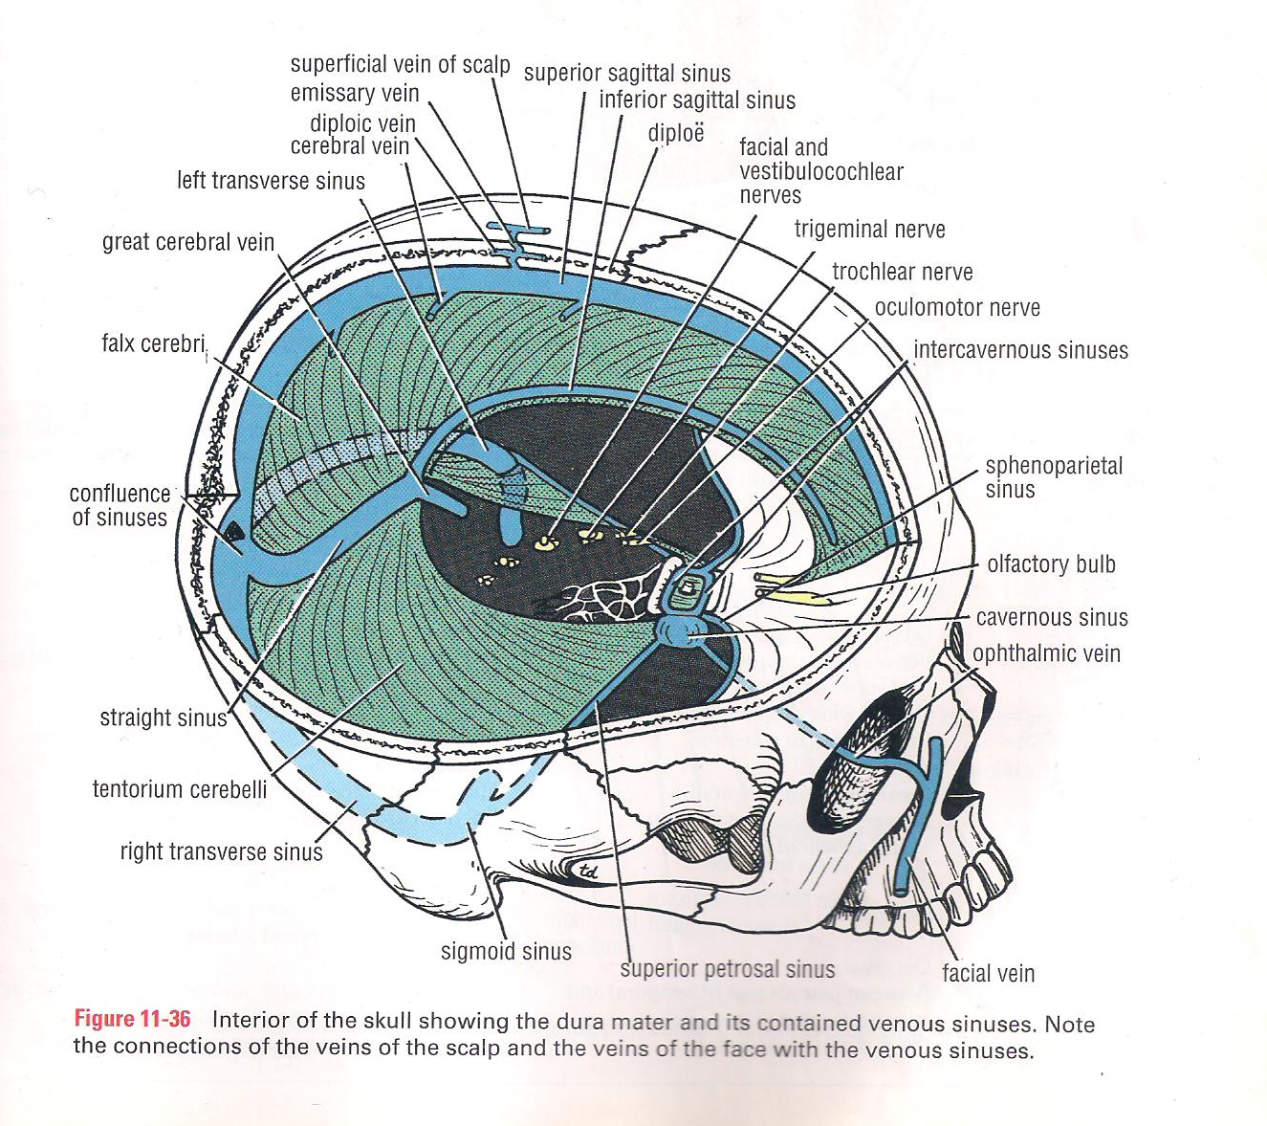 superficial vein of scalp
superior sagittal sinus
emissary vein
inferior sagittal sinus
diploic vein
diploë
cerebral vein
facial and
vestibulocochlear
nerves
left transverse sinus
trigeminal nerve
great cerebral vein
trochlear nerve
oculomotor nerve
falx cerebri
intercavernous sinuses
sphenoparietal
sinus
confluence
of sinuses
olfactory bulb
cavernous sinus
ophthalmic vein
straight sinus
tentorium cerebelli
right transverse sinus
td
sigmoid sinus
superior petrosal sinus
facial vein
Figure 11-36 Interior of the skull showing the dura mater and its contained venous sinuses. Note
the connections of the veins of the scalp and the veins of the face with the venous sinuses.